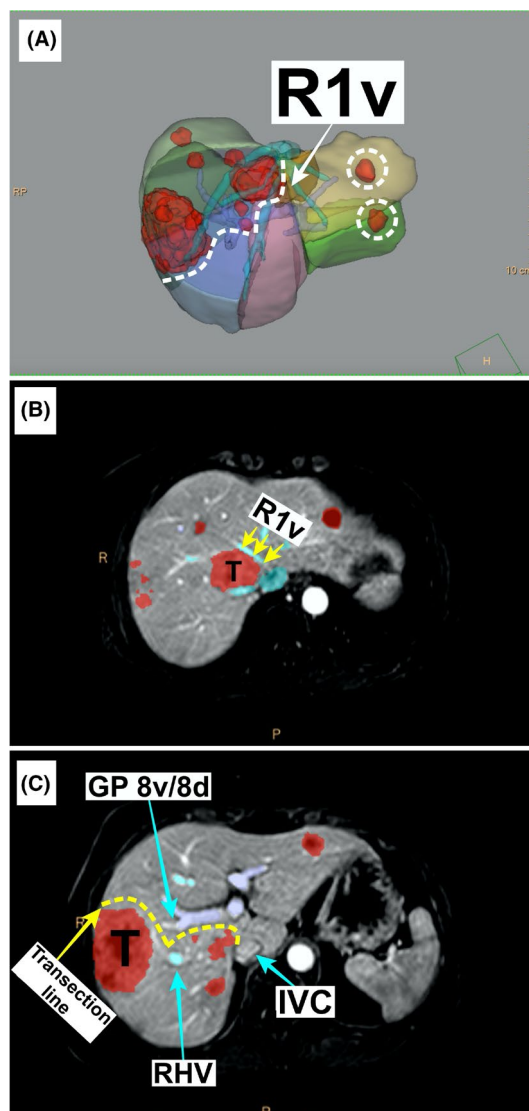 (A)
R1v
RP
10 cm
H
(B)
R1v
R
T
P
(C)
GP 8v/8d
R
T
Transection
line
IVC
RHV